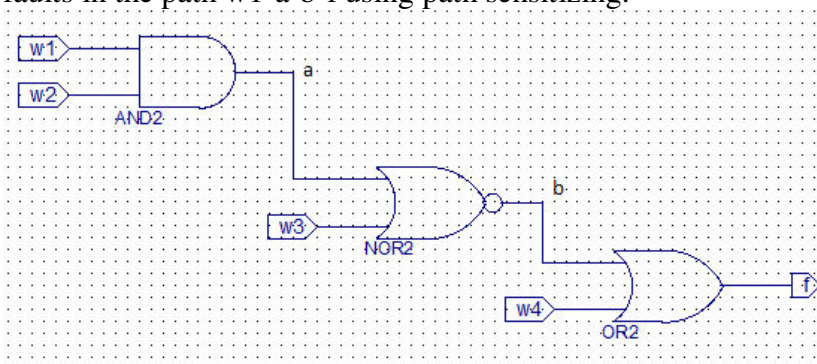 faults in the path w1-a-b-f using path sensitizing.
w1
w2
AND2
a
w3
NOR2
b
w4
OR2
f